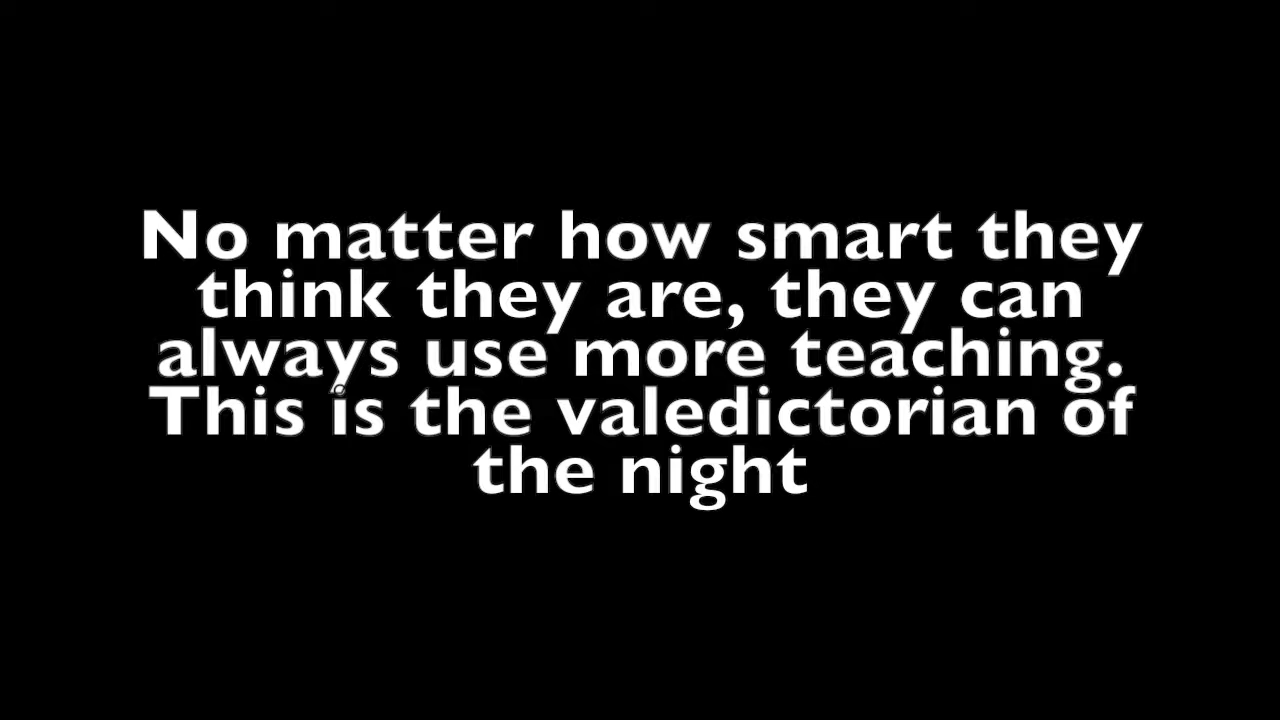 No matter how smart they
think they are, they can
always use more teaching.
This is the valedictorian of
the night